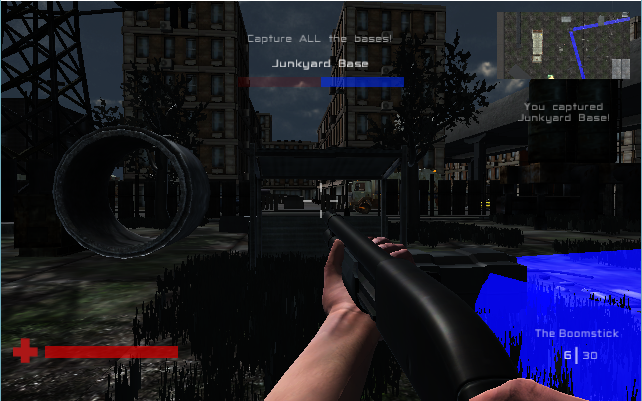 Capture ALL the bases!
Junkyard Base
You captured
Junkyard Base!
The Boomstick
6 | 30